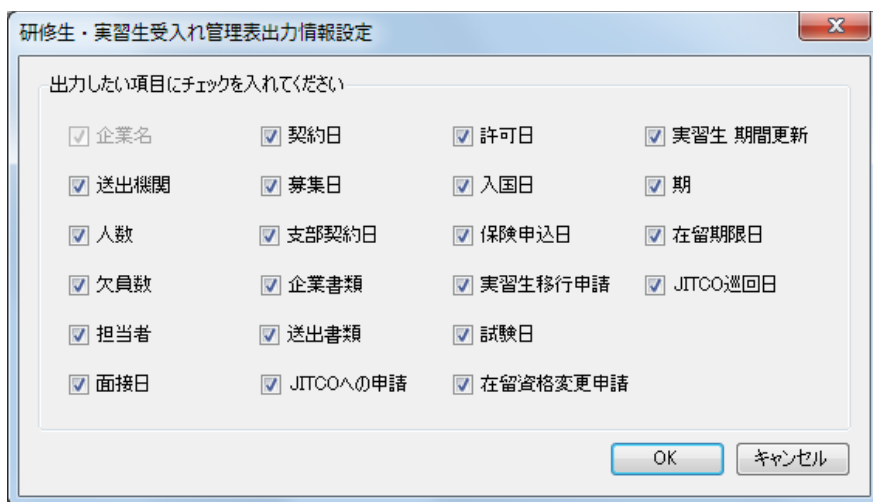 研修生・実習生受入れ管理表出力情報設定
出力したい項目にチェックを入れてください
企業名 契約日 許可日 実習生 期間更新
送出機関 募集日 入国日 期
人数 支部契約日 保険申込日 在留期限日
欠員数 企業書類 実習生移行申請 JITCO巡回日
担当者 送出書類 試験日
面接日 JITCOへの申請 在留資格変更申請
OK キャンセル